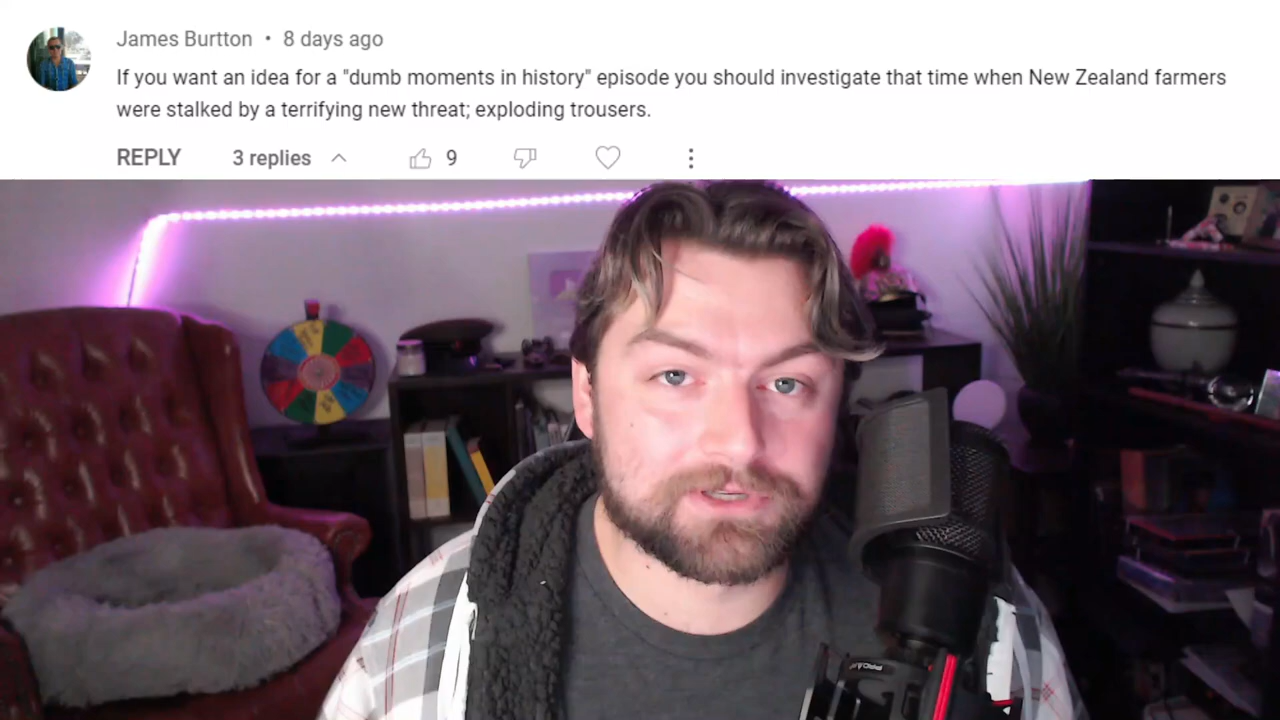 James Burtton • 8 days ago
If you want an idea for a "dumb moments in history" episode you should investigate that time when New Zealand farmers
were stalked by a terrifying new threat; exploding trousers.
REPLY 3 replies 9